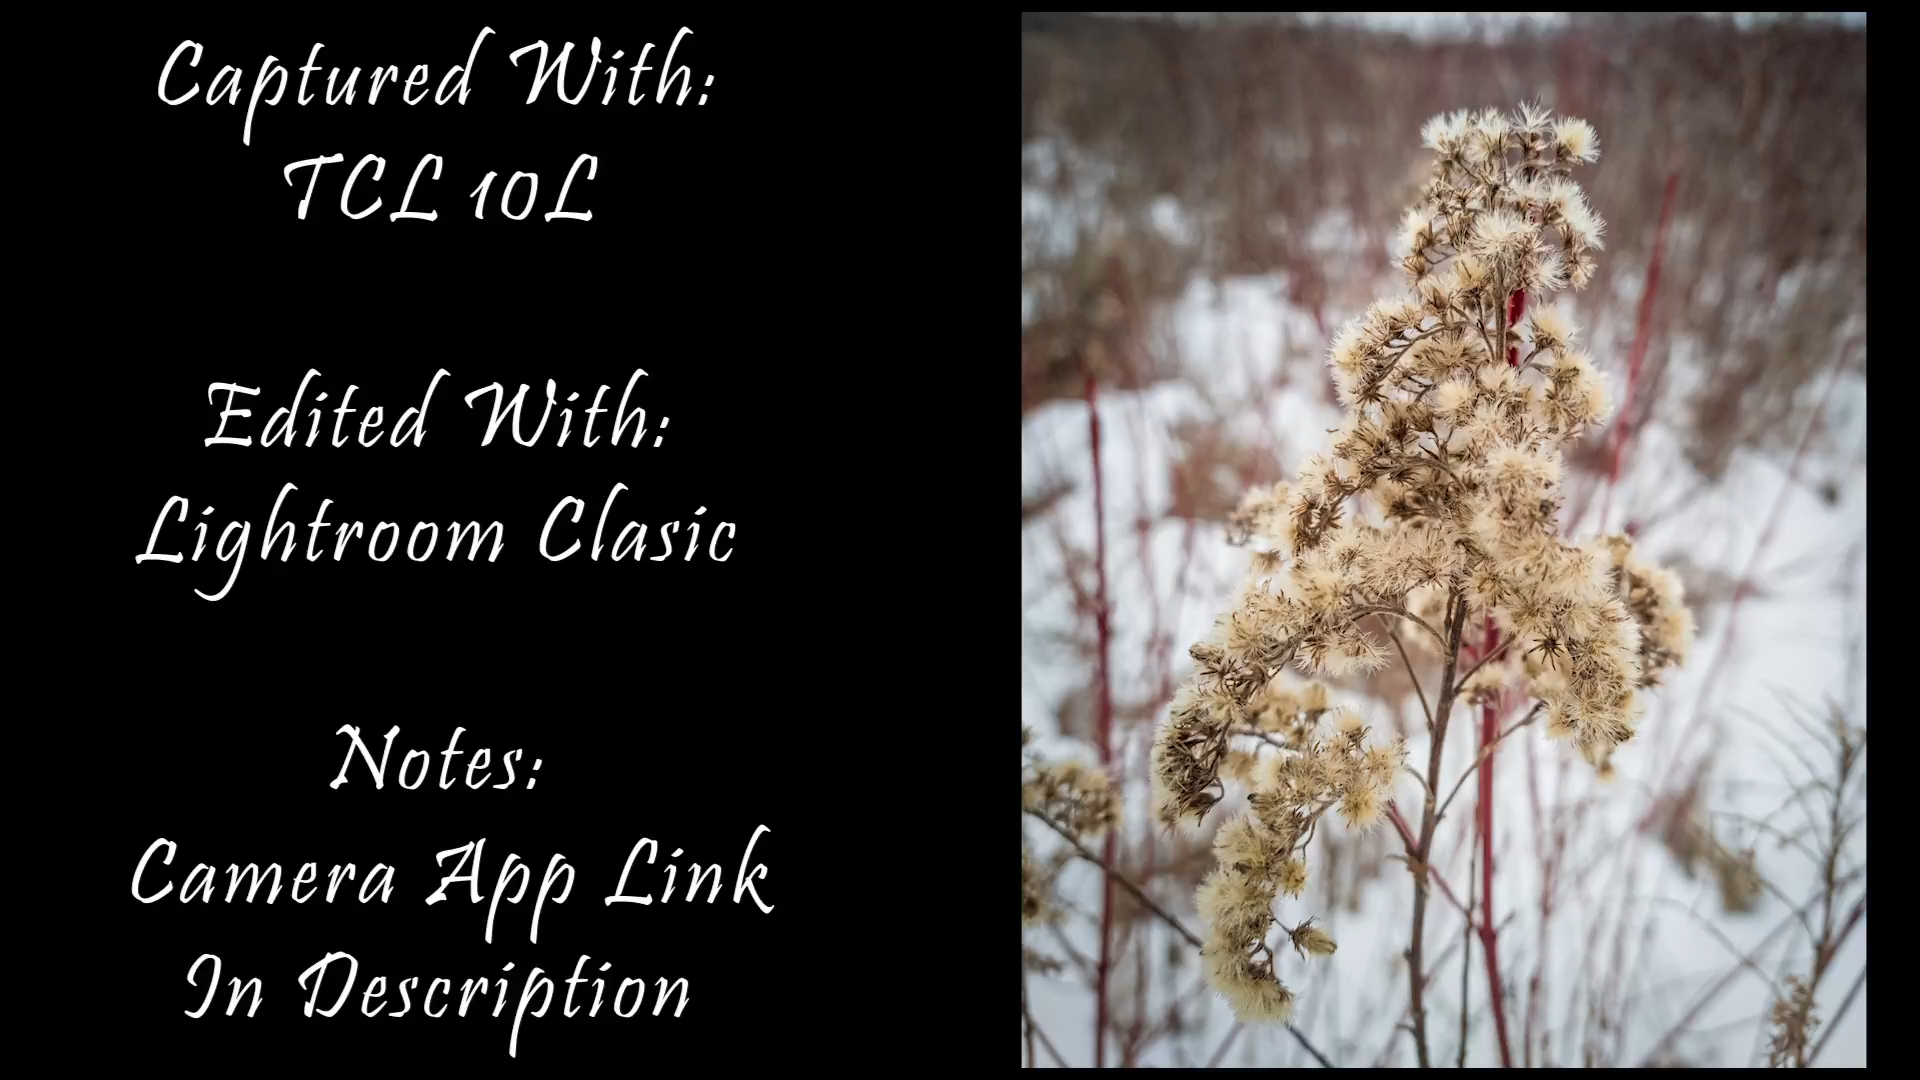 Captured With:
TCL 10L
Edited With:
Lightroom Clasic
Notes:
Camera App Link
In Description